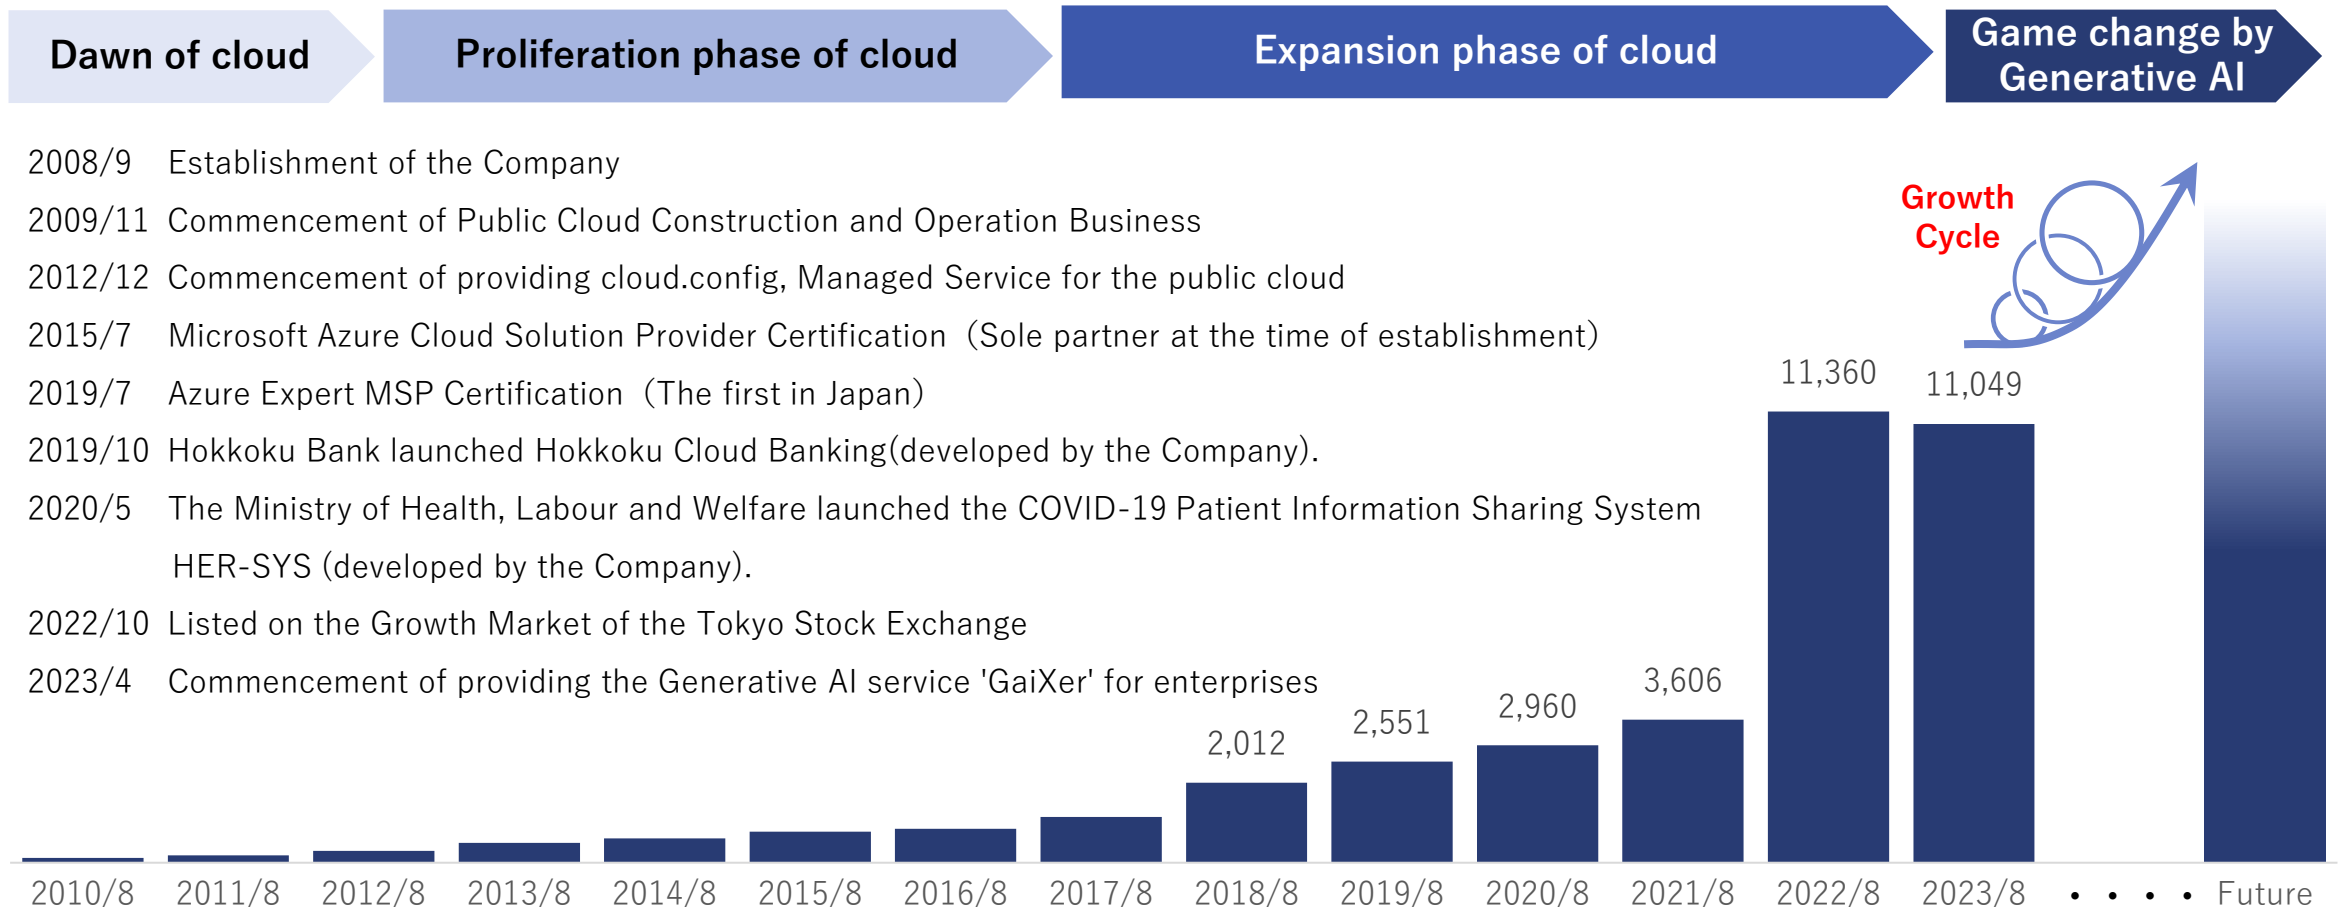 Dawn of cloud
Proliferation phase of cloud
Expansion phase of cloud
Game change by
Generative AI
2008/9 Establishment of the Company
2009/11 Commencement of Public Cloud Construction and Operation Business
2012/12 Commencement of providing cloud.config, Managed Service for the public cloud
2015/7 Microsoft Azure Cloud Solution Provider Certification（Sole partner at the time of establishment）
2019/7 Azure Expert MSP Certification（The first in Japan）
2019/10 Hokkoku Bank launched Hokkoku Cloud Banking(developed by the Company).
2020/5 The Ministry of Health, Labour and Welfare launched the COVID-19 Patient Information Sharing System
HER-SYS (developed by the Company).
2022/10 Listed on the Growth Market of the Tokyo Stock Exchange
2023/4 Commencement of providing the Generative AI service 'GaiXer' for enterprises
Growth
Cycle
2,012
2,551
2,960
3,606
11,360
11,049
2010/8 2011/8 2012/8 2013/8 2014/8 2015/8 2016/8 2017/8 2018/8 2019/8 2020/8 2021/8 2022/8 2023/8 ・・・・ Future